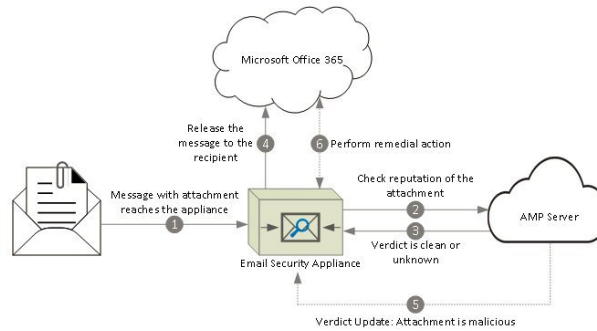 Microsoft Office 365
Release the
message to the
recipient
4
6
Perform remedial action
Message with attachment
reaches the appliance
1
Check reputation of the
attachment
2
3
Verdict is clean or
unknown
AMP Server
Email Security Appliance
5
Verdict Update: Attachment is malicious